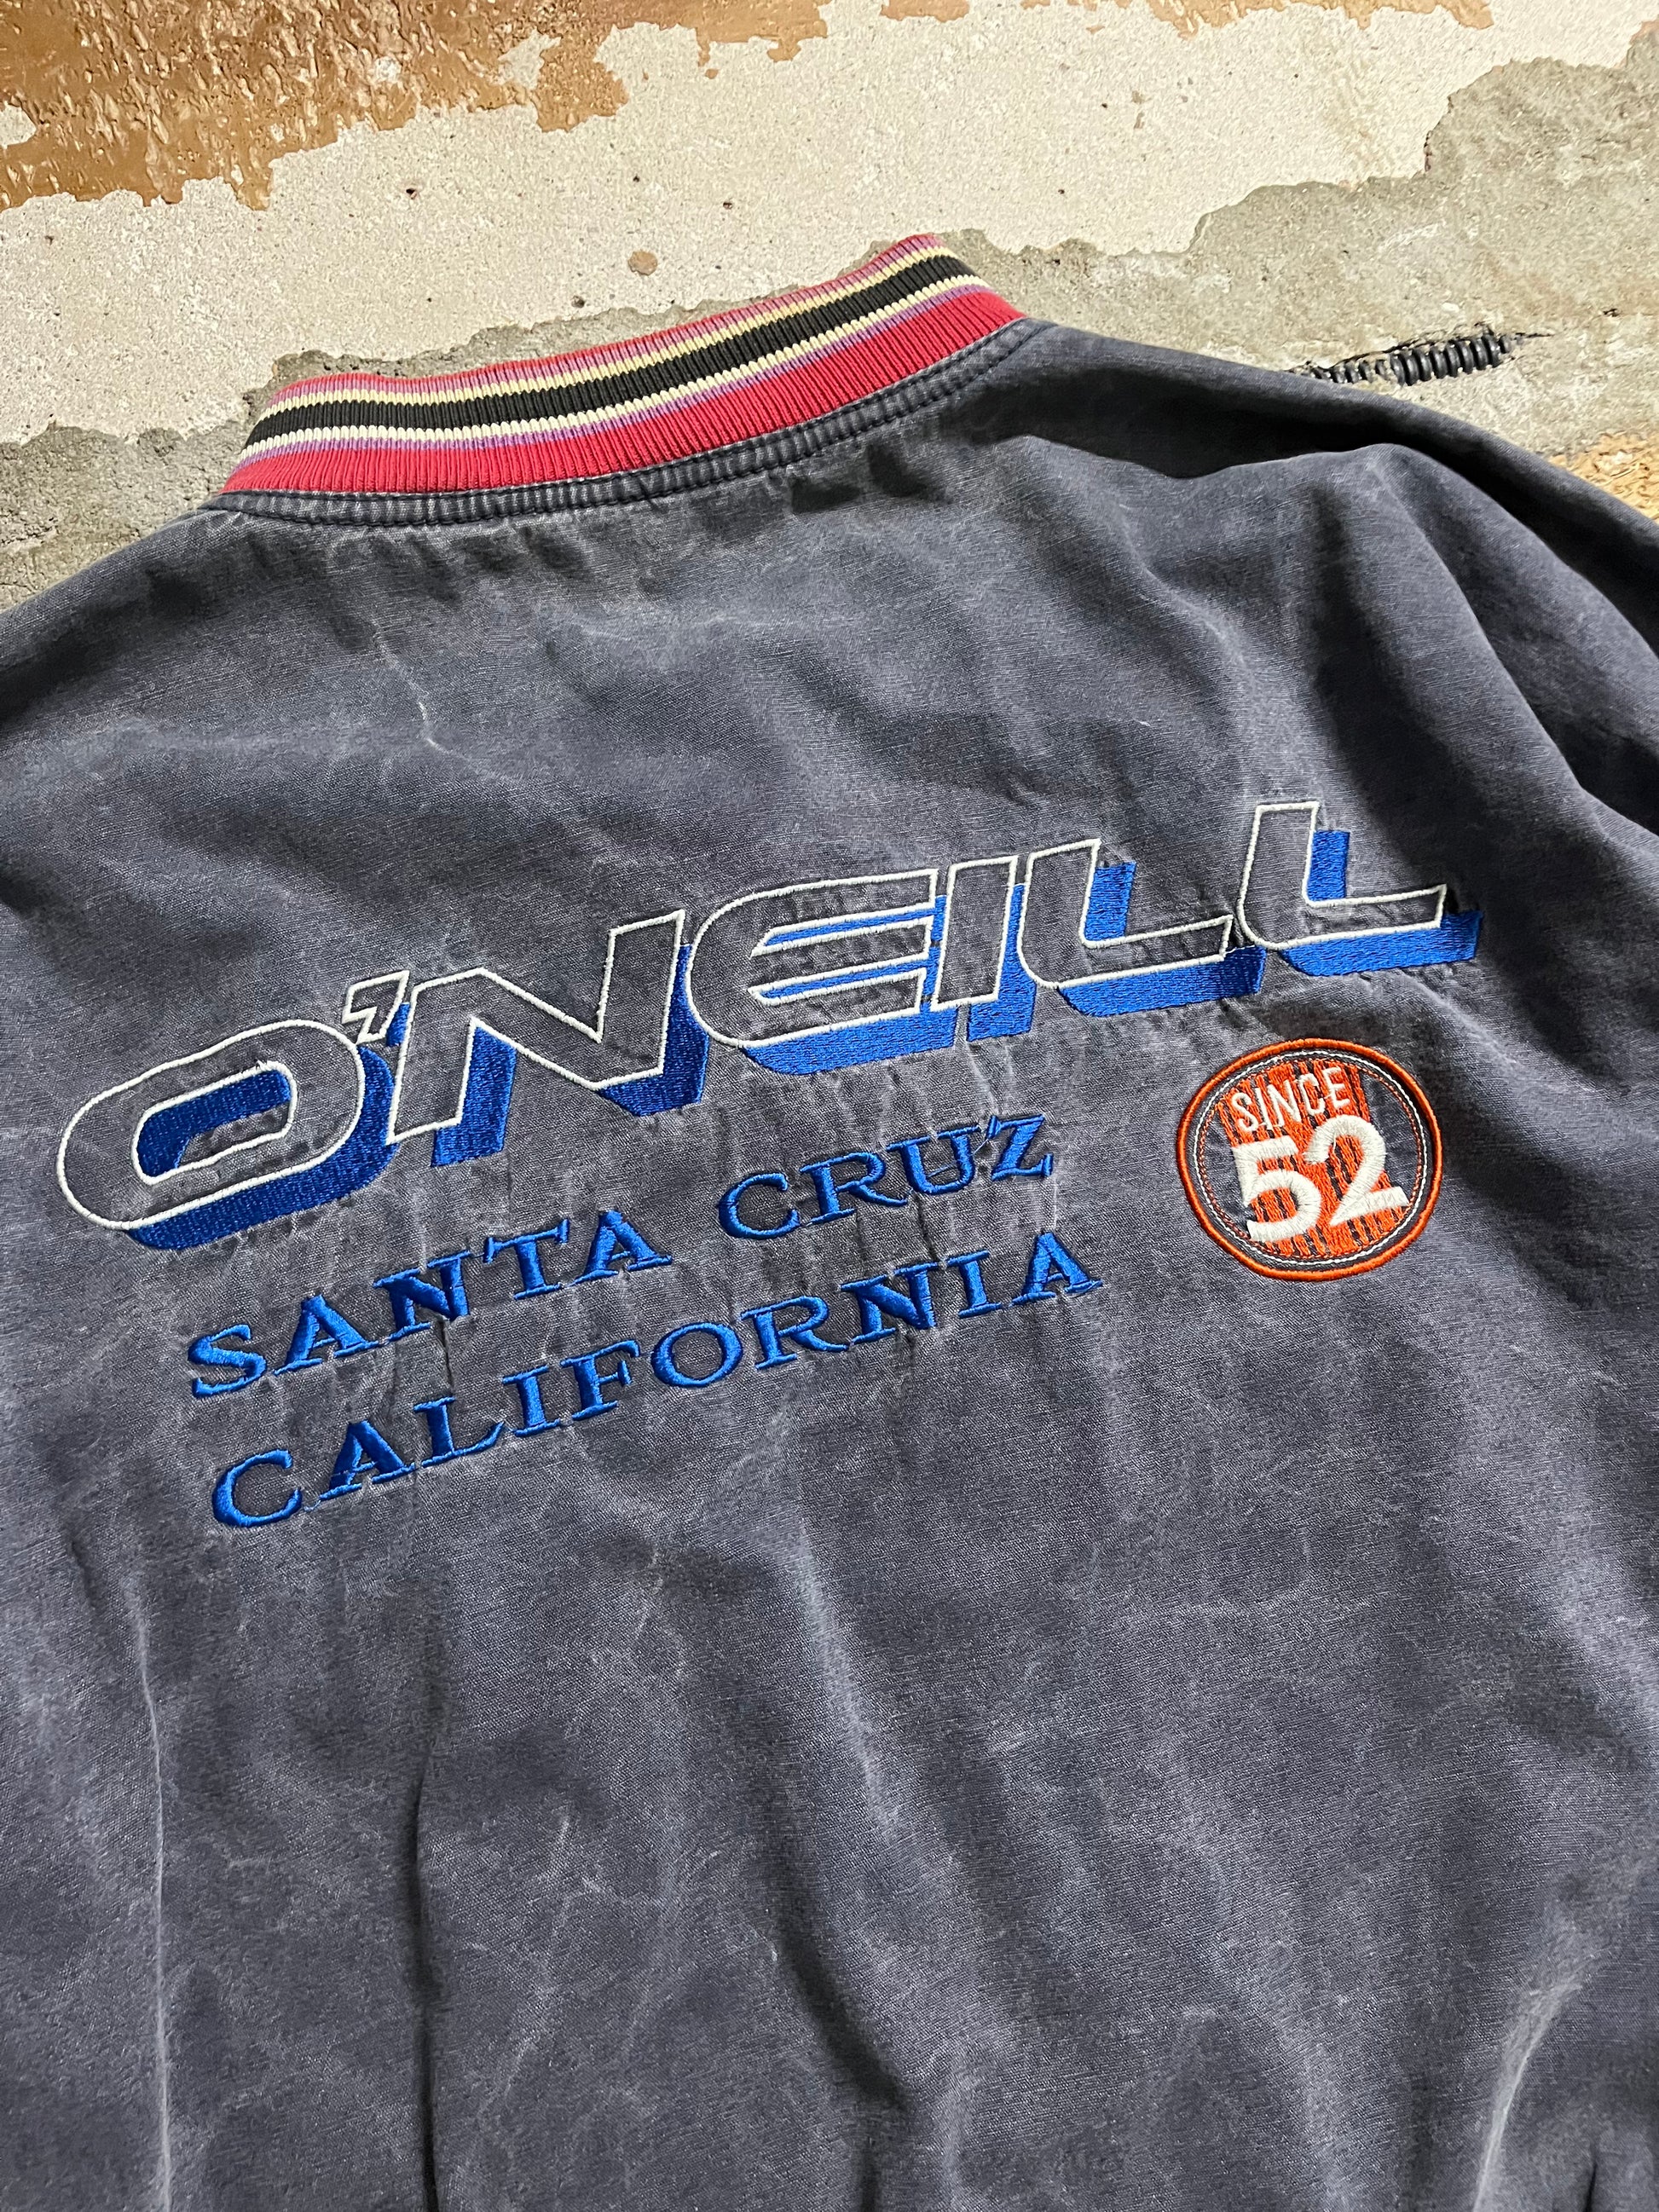 O'NEILL
SANTA CRUZ
CALIFORNIA
SINCE
52